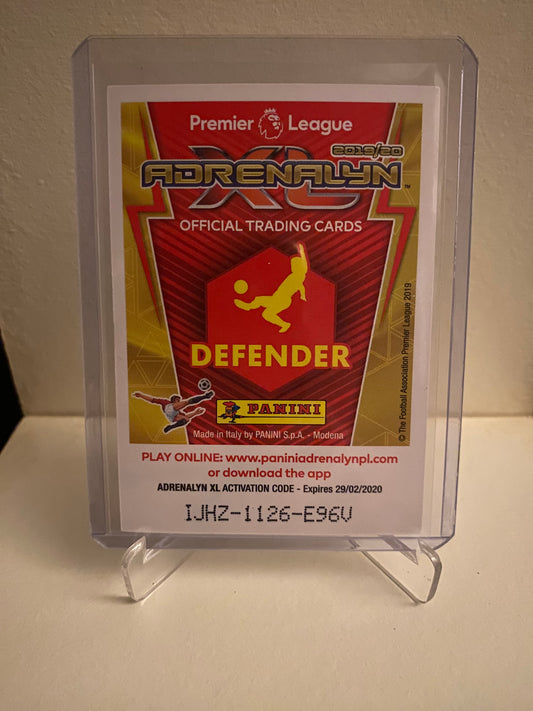 Premier League
2019/20
ADRENALYN XL™
OFFICIAL TRADING CARDS
DEFENDER
PANINI
Made in Italy by PANINI S.p.A. - Modena
© The Football Association Premier League 2019
PLAY ONLINE: www.paniniadrenalynpl.com
or download the app
ADRENALYN XL ACTIVATION CODE - Expires 29/02/2020
IJHZ-1126-E96V